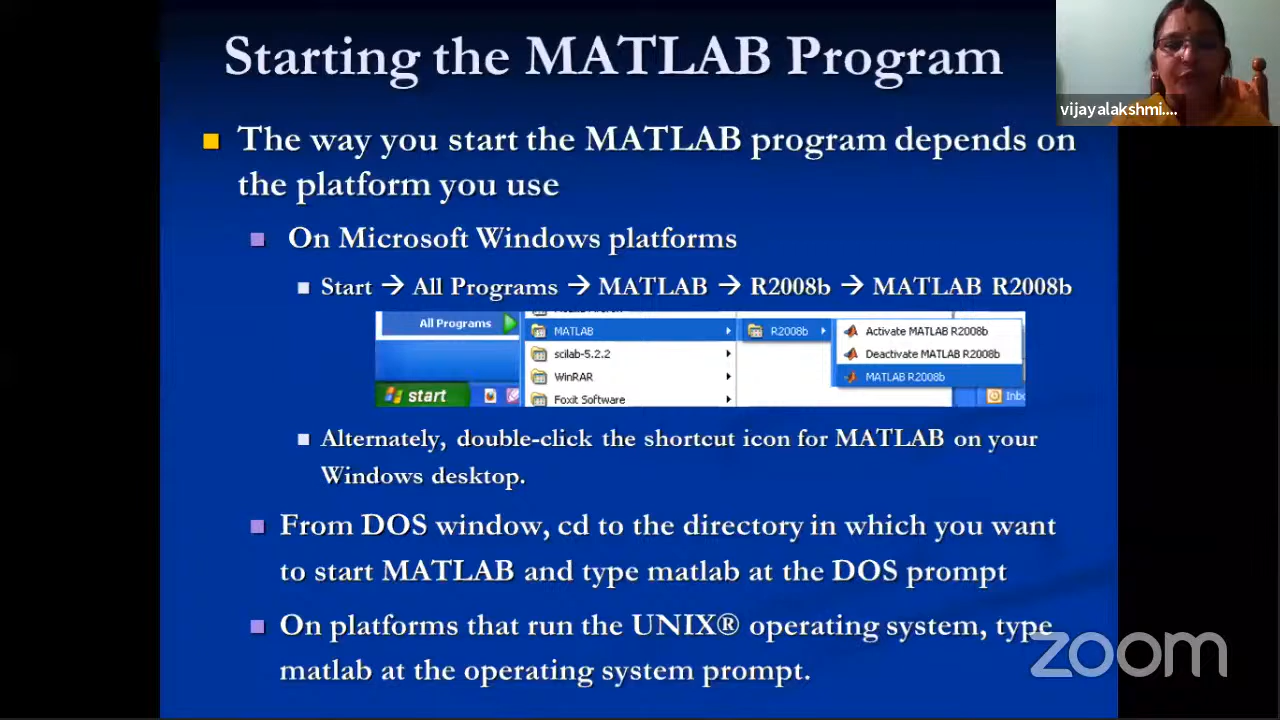 Starting the MATLAB Program
vijayalakshmi....
The way you start the MATLAB program depends on
the platform you use
On Microsoft Windows platforms
Start → All Programs → MATLAB → R2008b → MATLAB R2008b
All Programs
MATLAB
R2008b
Activate MATLAB R2008b
scilab-5.2.2
Deactivate MATLAB R2008b
WinRAR
MATLAB R2008b
start
Foxit Software
Inbo
Alternately, double-click the shortcut icon for MATLAB on your
Windows desktop.
From DOS window, cd to the directory in which you want
to start MATLAB and type matlab at the DOS prompt
On platforms that run the UNIX® operating system, type
matlab at the operating system prompt.
zoom